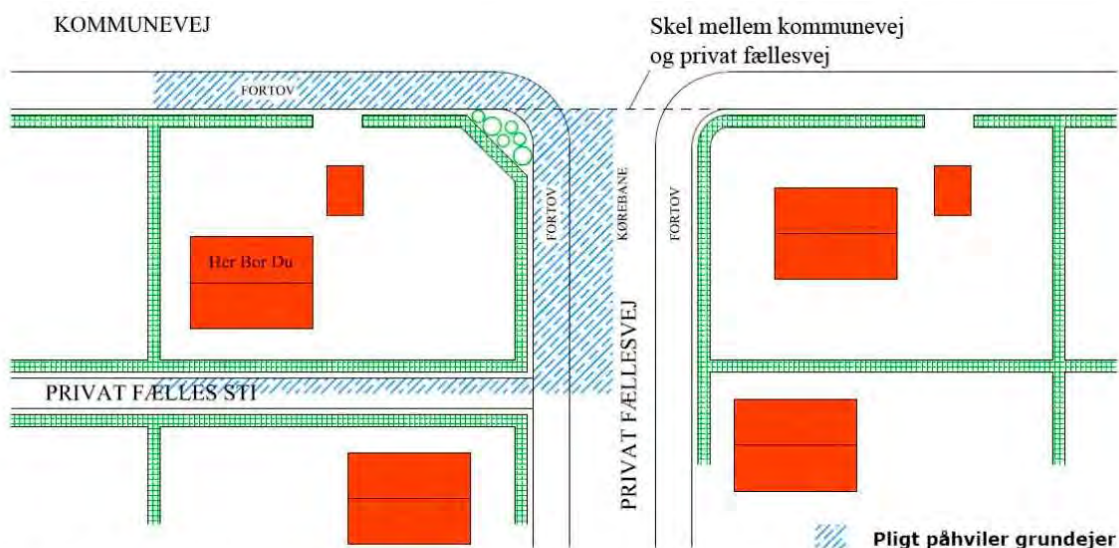 KOMMUNEVEJ
Skel mellem kommunevej
og privat fællesvej
FORTOV
FORTOV
KØREBANE
FORTOV
Her Bor Du
PRIVAT FÆLLESVEJ
PRIVAT FÆLLES STI
Pligt påhviler grundejer